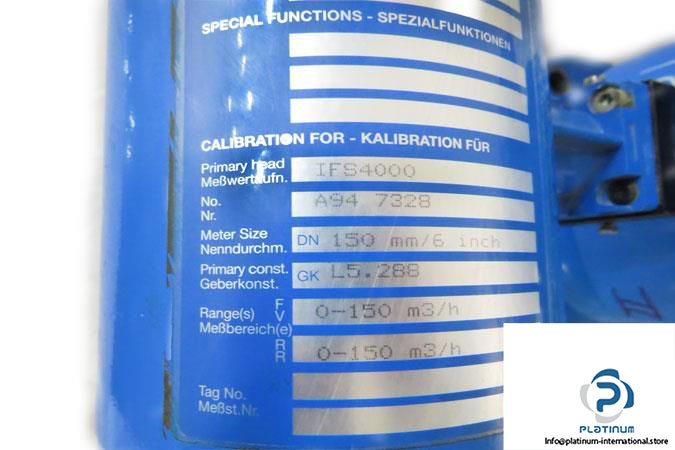 SPECIAL FUNCTIONS - SPEZIALFUNKTIONEN
CALIBRATION FOR - KALIBRATION FÜR
Primary head
Meßwertaufn.
IFS4000
No.
Nr.
A94 7328
Meter Size
Nenndurchm.
DN 150 mm/6 inch
Primary const.
Geberkonst.
GK L5.288
Range(s)
Meßbereich(e)
F
V
0-150 m3/h
R
R
0-150 m3/h
Tag No.
Meßst.Nr.
II
PLATINUM
Info@platinum-international.store